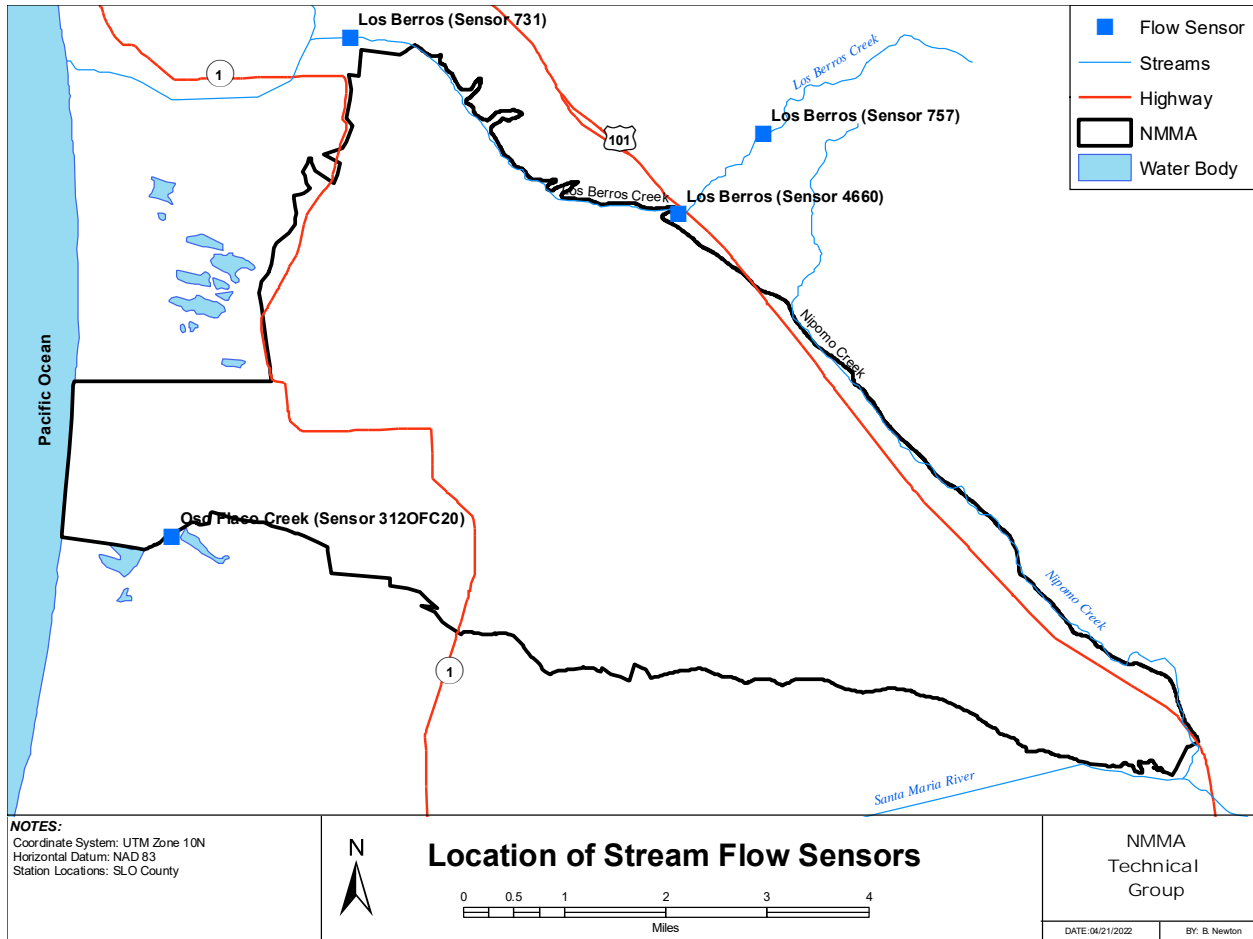 Los Berros (Sensor 731)
Flow Sensor
Streams
Highway
NMMA
Water Body
1
Los Berros Creek
Los Berros (Sensor 757)
101
Los Berros Creek
Los Berros (Sensor 4660)
Nipomo Creek
Pacific Ocean
Oso Flaco Creek (Sensor 312OFC20)
Nipomo Creek
1
Santa Maria River
NOTES:
Coordinate System: UTM Zone 10N
Horizontal Datum: NAD 83
Station Locations: SLO County
N
Location of Stream Flow Sensors
0 0.5 1 2 3 4
Miles
NMMA
Technical
Group
DATE:04/21/2022 BY: B. Newton